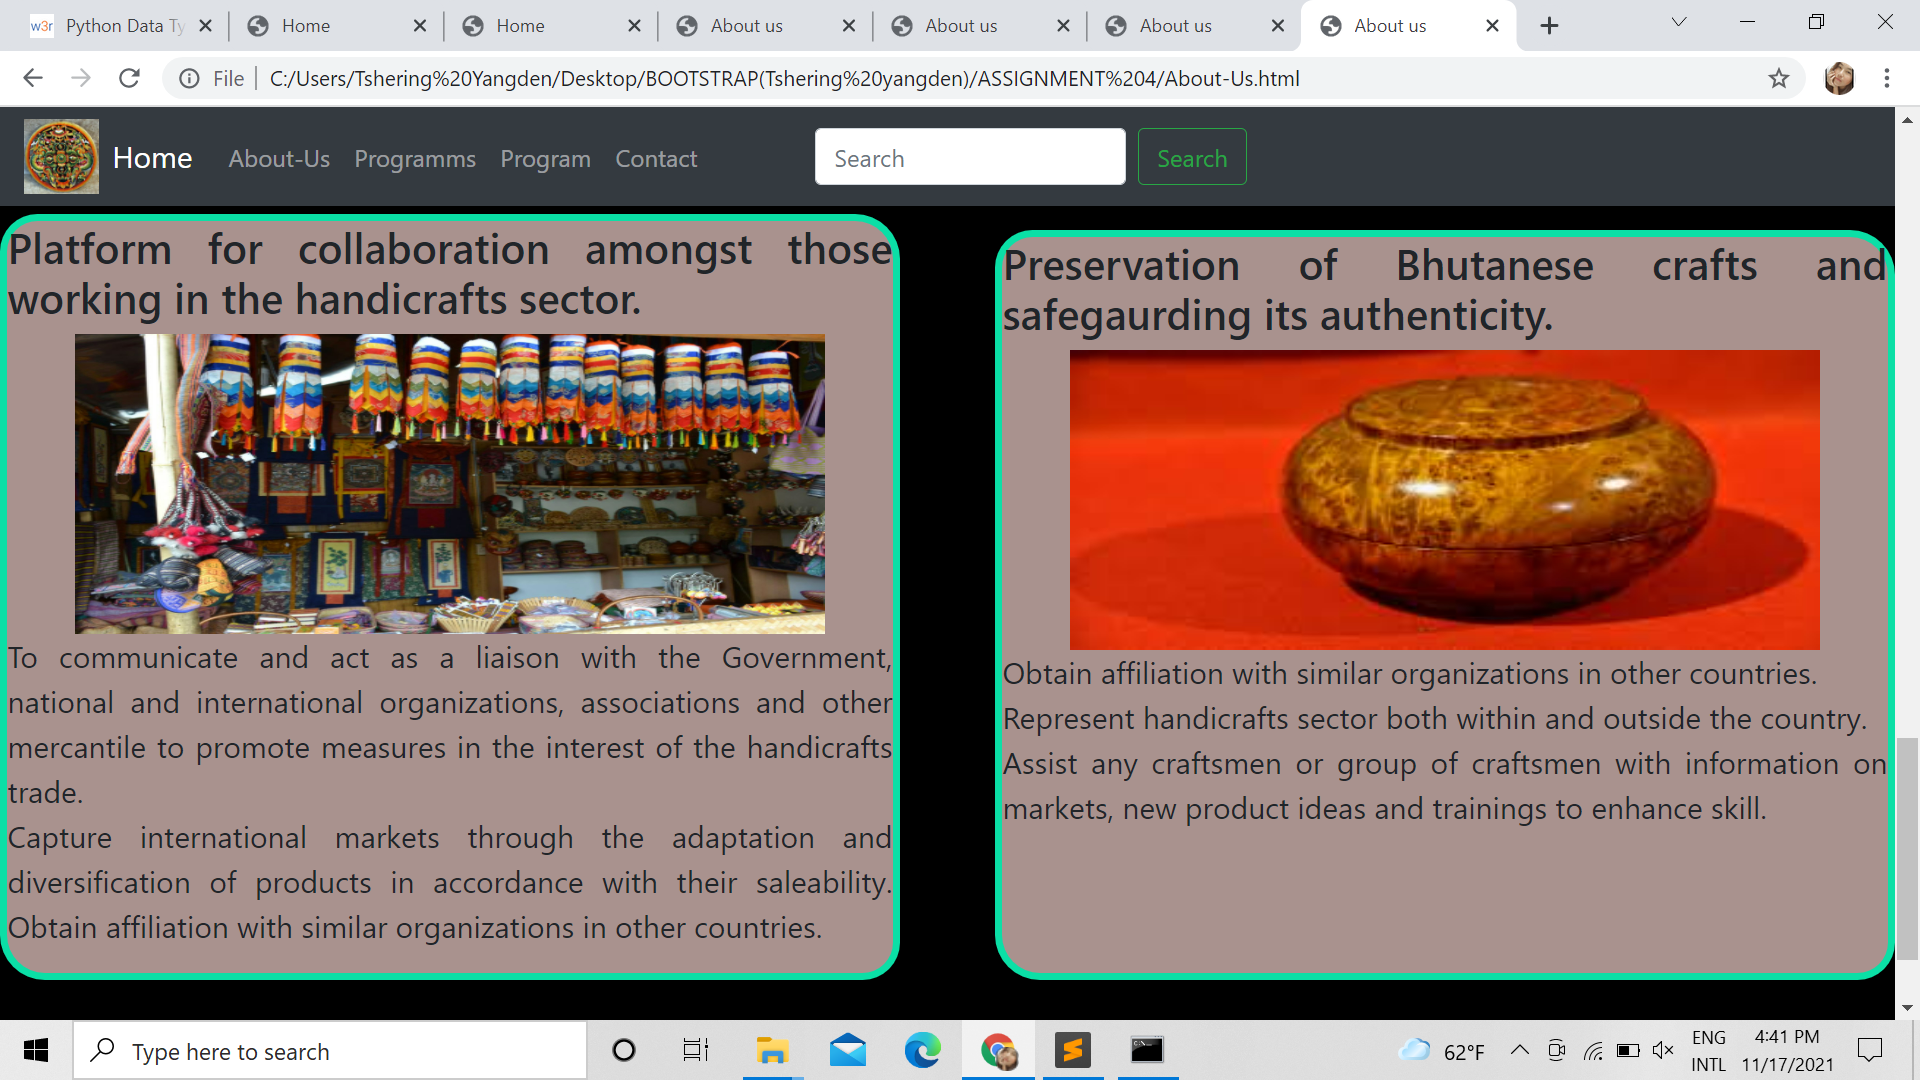 w3r Python Data Ty
Home
Home
About us
About us
About us
About us
File C:/Users/Tshering%20Yangden/Desktop/BOOTSTRAP(Tshering%20yangden)/ASSIGNMENT%204/About-Us.html
Home About-Us Programms Program Contact Search Search
Platform for collaboration amongst those
working in the handicrafts sector.
To communicate and act as a liaison with the Government,
national and international organizations, associations and other
mercantile to promote measures in the interest of the handicrafts
trade.
Capture international markets through the adaptation and
diversification of products in accordance with their saleability.
Obtain affiliation with similar organizations in other countries.
Preservation of Bhutanese crafts and
safegaurding its authenticity.
Obtain affiliation with similar organizations in other countries.
Represent handicrafts sector both within and outside the country.
Assist any craftsmen or group of craftsmen with information on
markets, new product ideas and trainings to enhance skill.
Type here to search
62°F
ENG
INTL
4:41 PM
11/17/2021